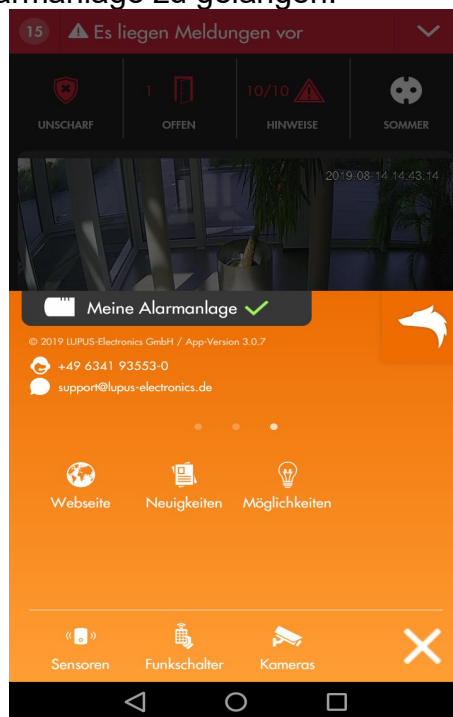 armanlage zu gelangen.
15 Es liegen Meldungen vor
1 10/10
UNSCHARF OFFEN HINWEISE SOMMER
2019-08-14 14:43:14
Meine Alarmanlage
© 2019 LUPUS-Electronics GmbH / App-Version 3.0.7
+49 6341 93553-0
support@lupus-electronics.de
Webseite Neuigkeiten Möglichkeiten
Sensoren Funkschalter Kameras